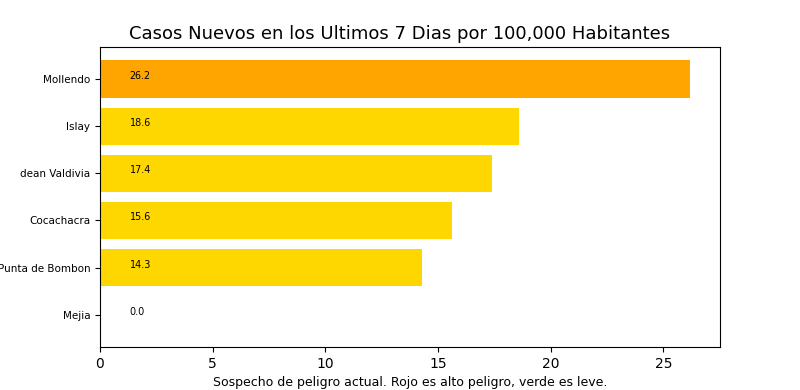 Casos Nuevos en los Ultimos 7 Dias por 100,000 Habitantes
Mollendo 26.2
Islay 18.6
dean Valdivia 17.4
Cocachacra 15.6
Punta de Bombon 14.3
Mejia 0.0
0 5 10 15 20 25
Sospecho de peligro actual. Rojo es alto peligro, verde es leve.